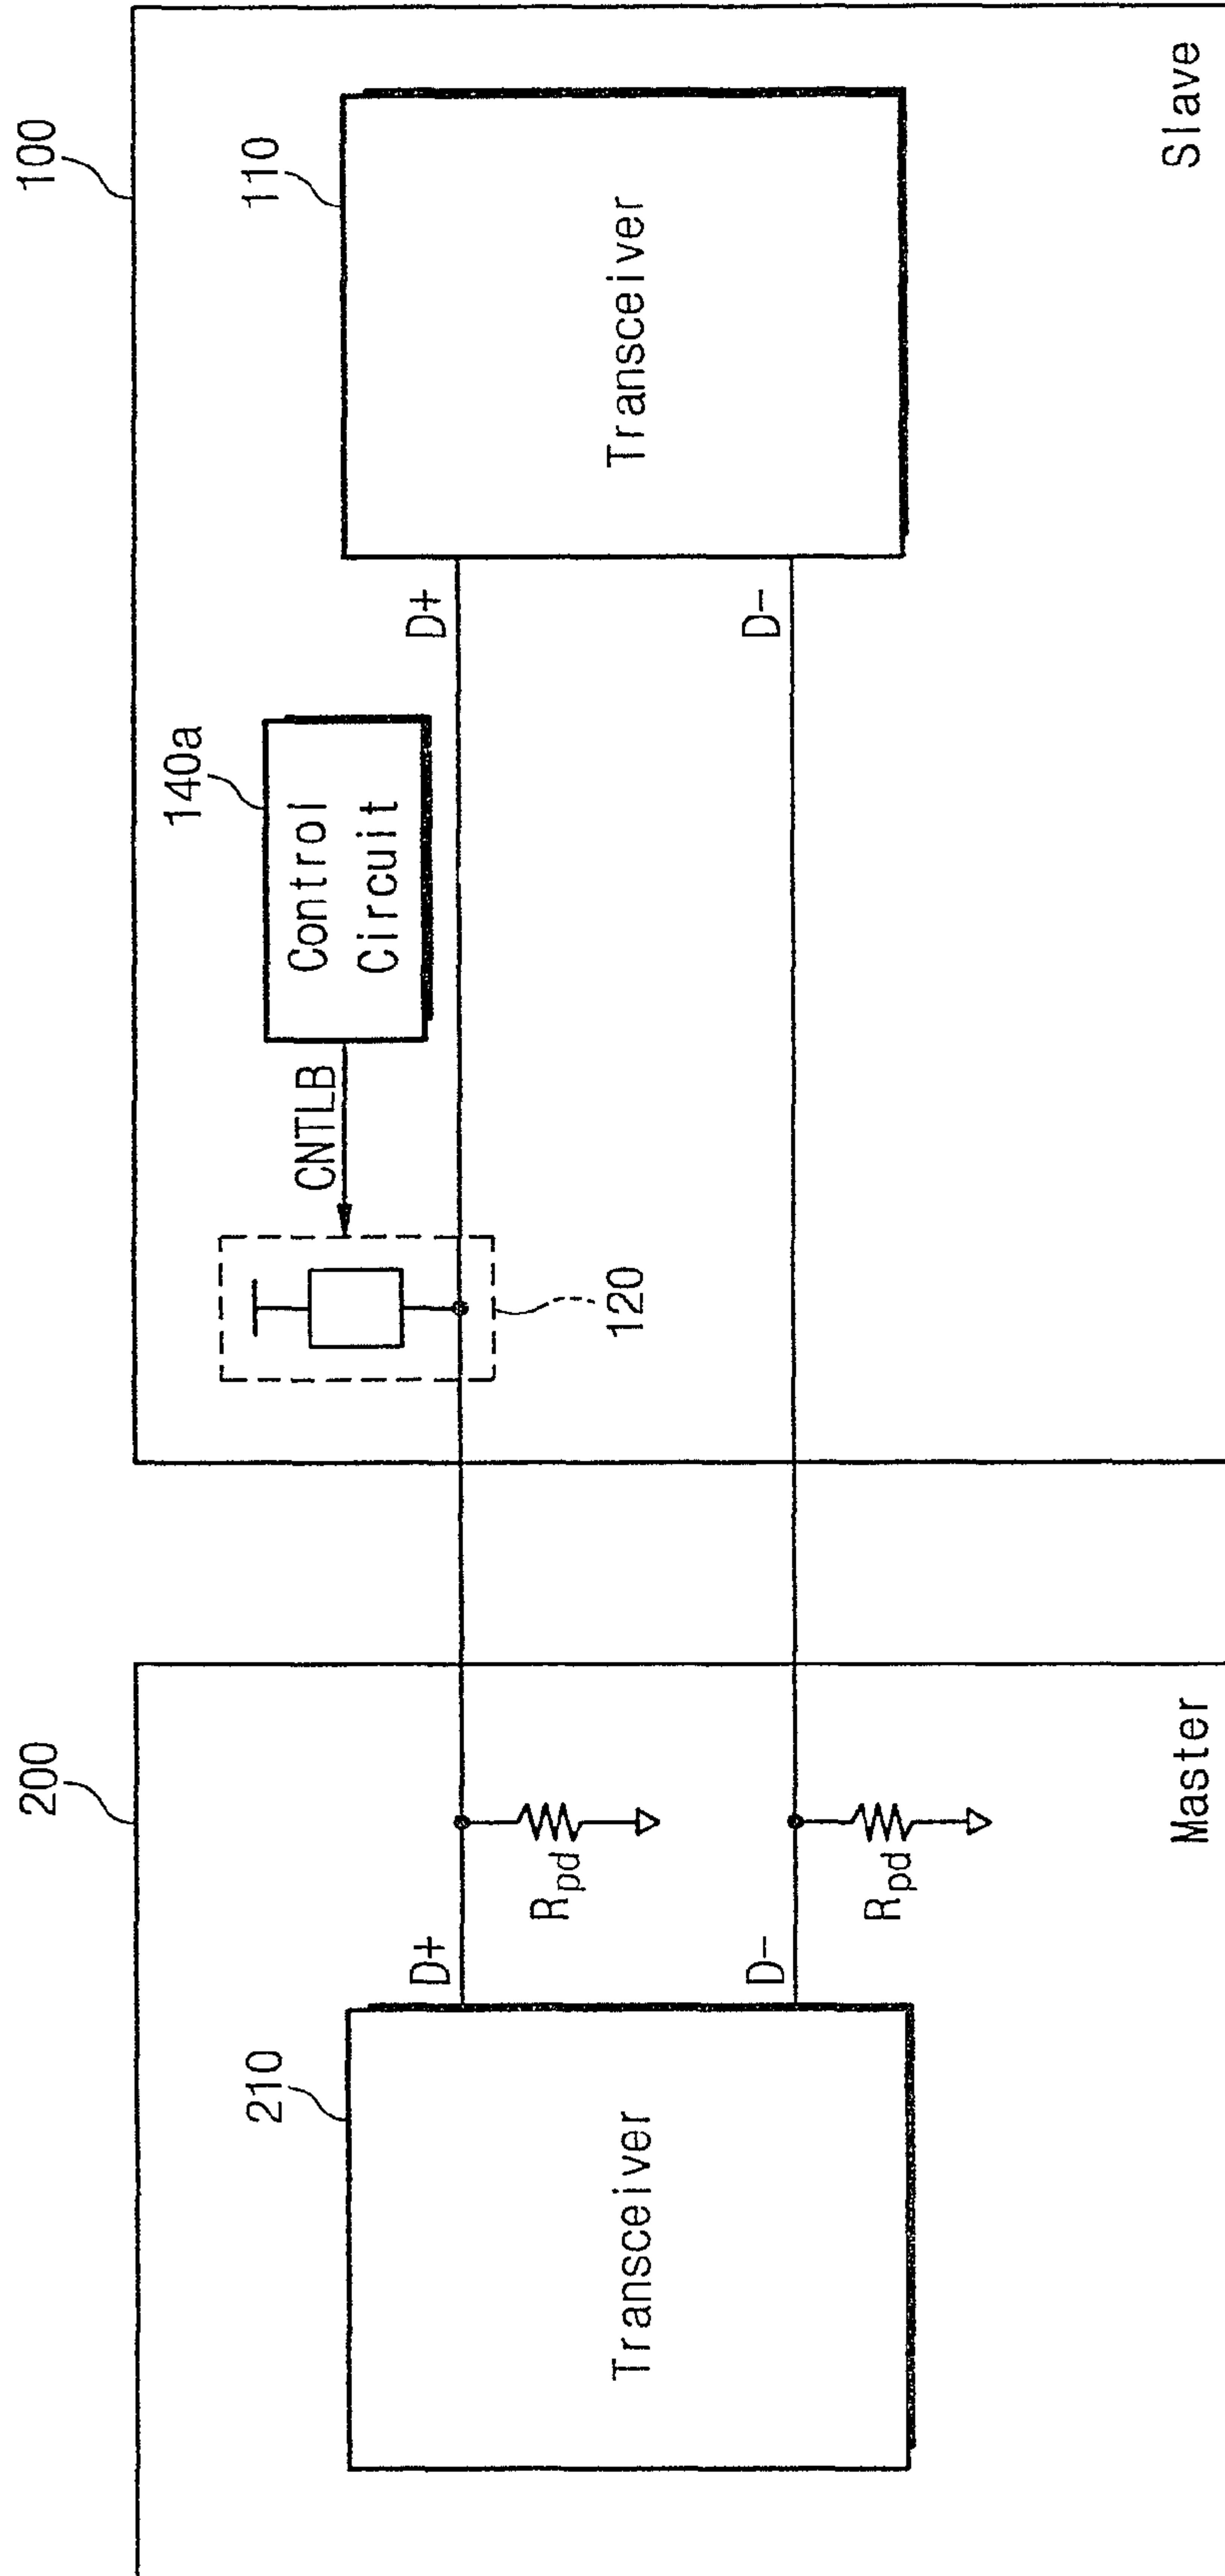 200
100
210
Transceiver
D+
D-
Rpd
Rpd
Master
120
CNTLB
140a
Control
Circuit
D+
D-
110
Transceiver
Slave